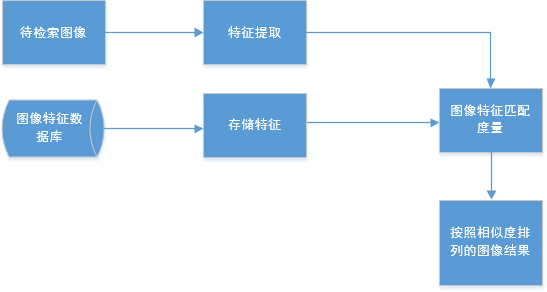 待检索图像
特征提取
图像特征数
据库
存储特征
图像特征匹配
度量
按照相似度排
列的图像结果